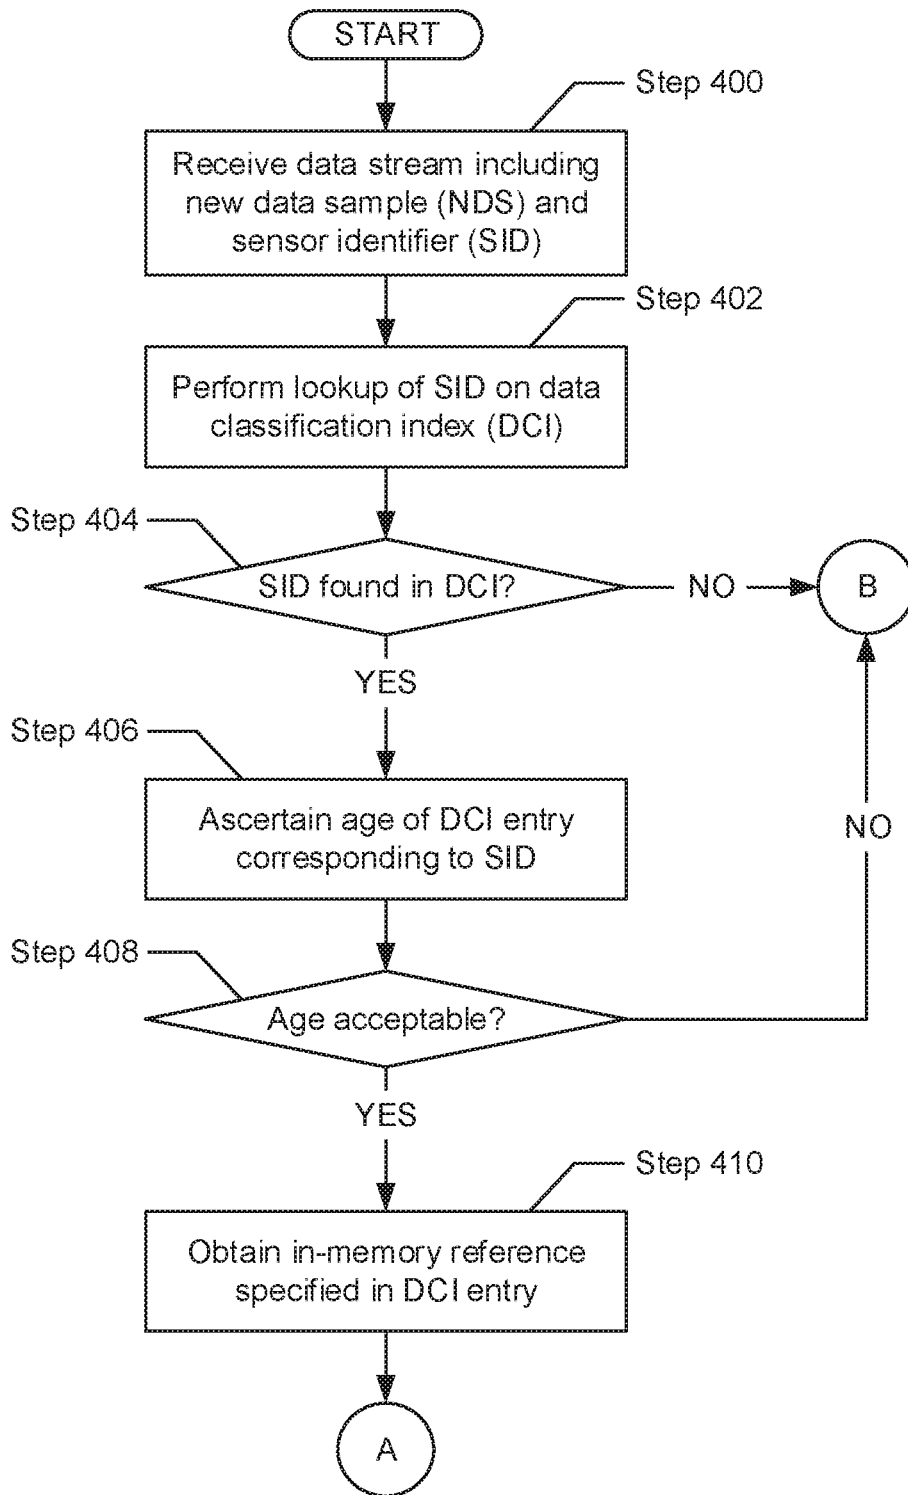 START
Step 400
Receive data stream including
new data sample (NDS) and
sensor identifier (SID)
Step 402
Perform lookup of SID on data
classification index (DCI)
Step 404
SID found in DCI?
NO
B
YES
Step 406
Ascertain age of DCI entry
corresponding to SID
NO
Step 408
Age acceptable?
YES
Step 410
Obtain in-memory reference
specified in DCI entry
A